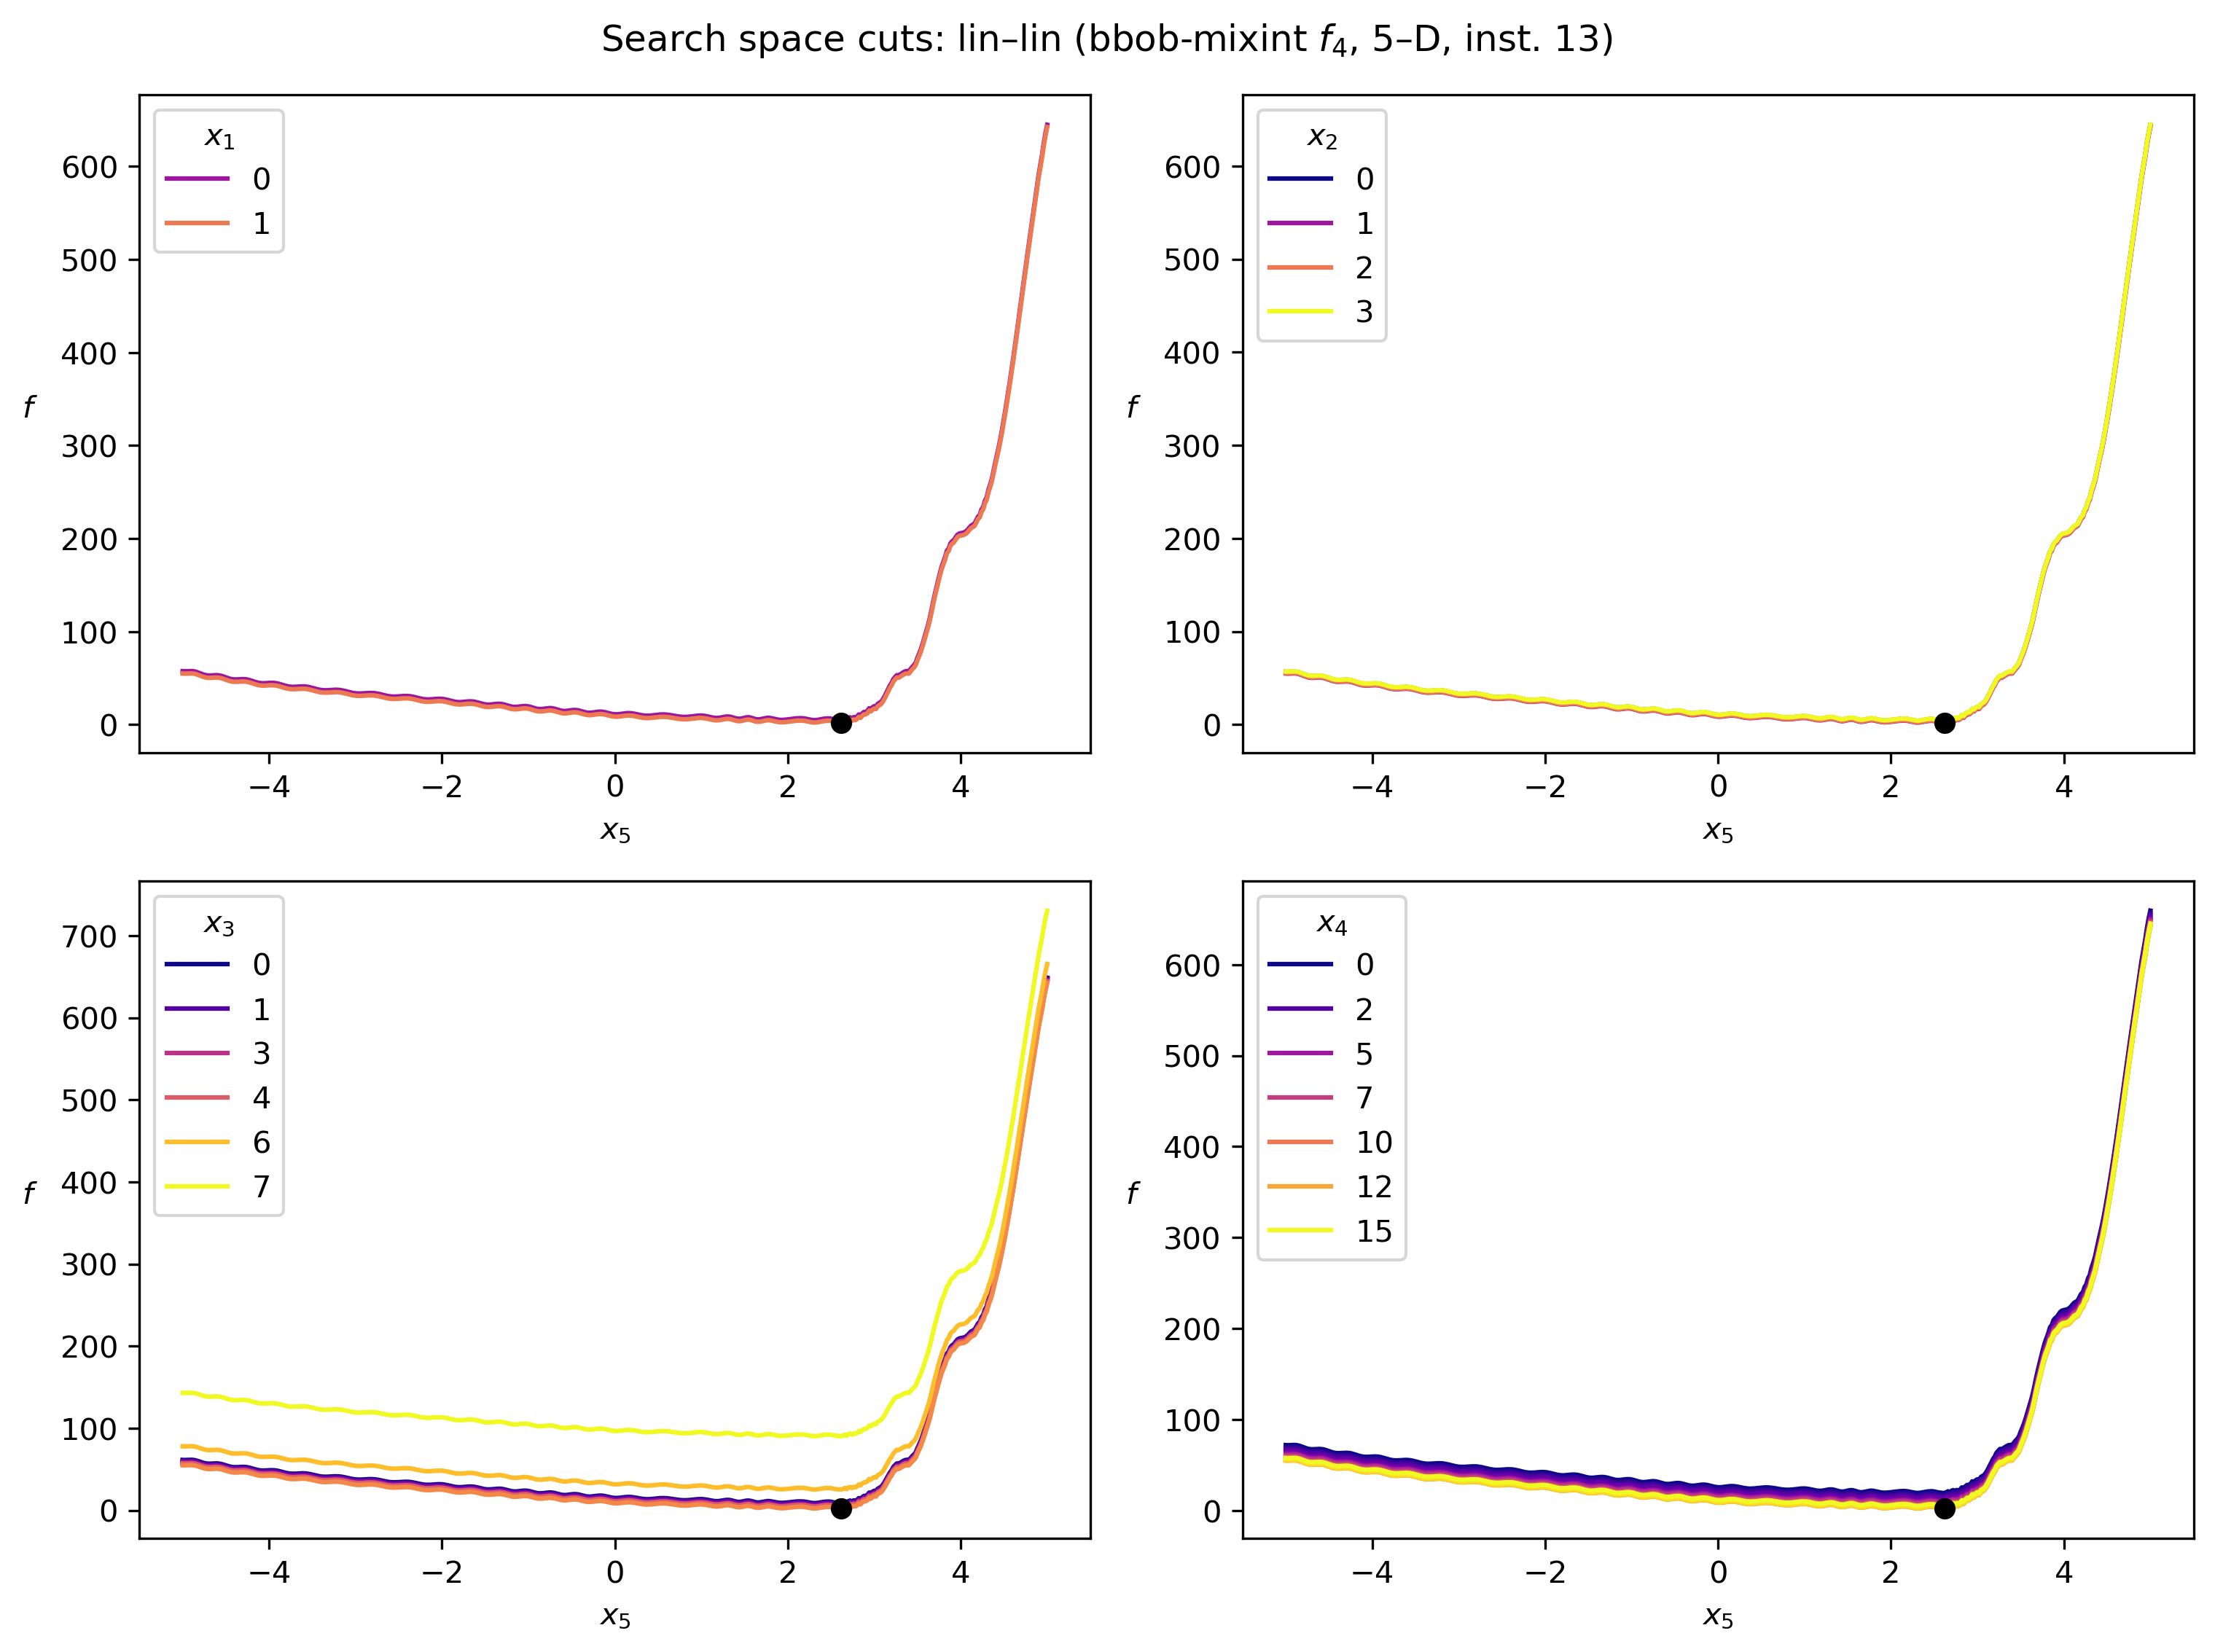 Search space cuts: lin–lin (bbob-mixint f₄, 5–D, inst. 13)
x₁
0
1
600
500
400
300
200
100
0
f
−4 −2 0 2 4
x₅
x₂
0
1
2
3
600
500
400
300
200
100
0
f
−4 −2 0 2 4
x₅
x₃
0
1
3
4
6
7
700
600
500
400
300
200
100
0
f
−4 −2 0 2 4
x₅
x₄
0
2
5
7
10
12
15
600
500
400
300
200
100
0
f
−4 −2 0 2 4
x₅